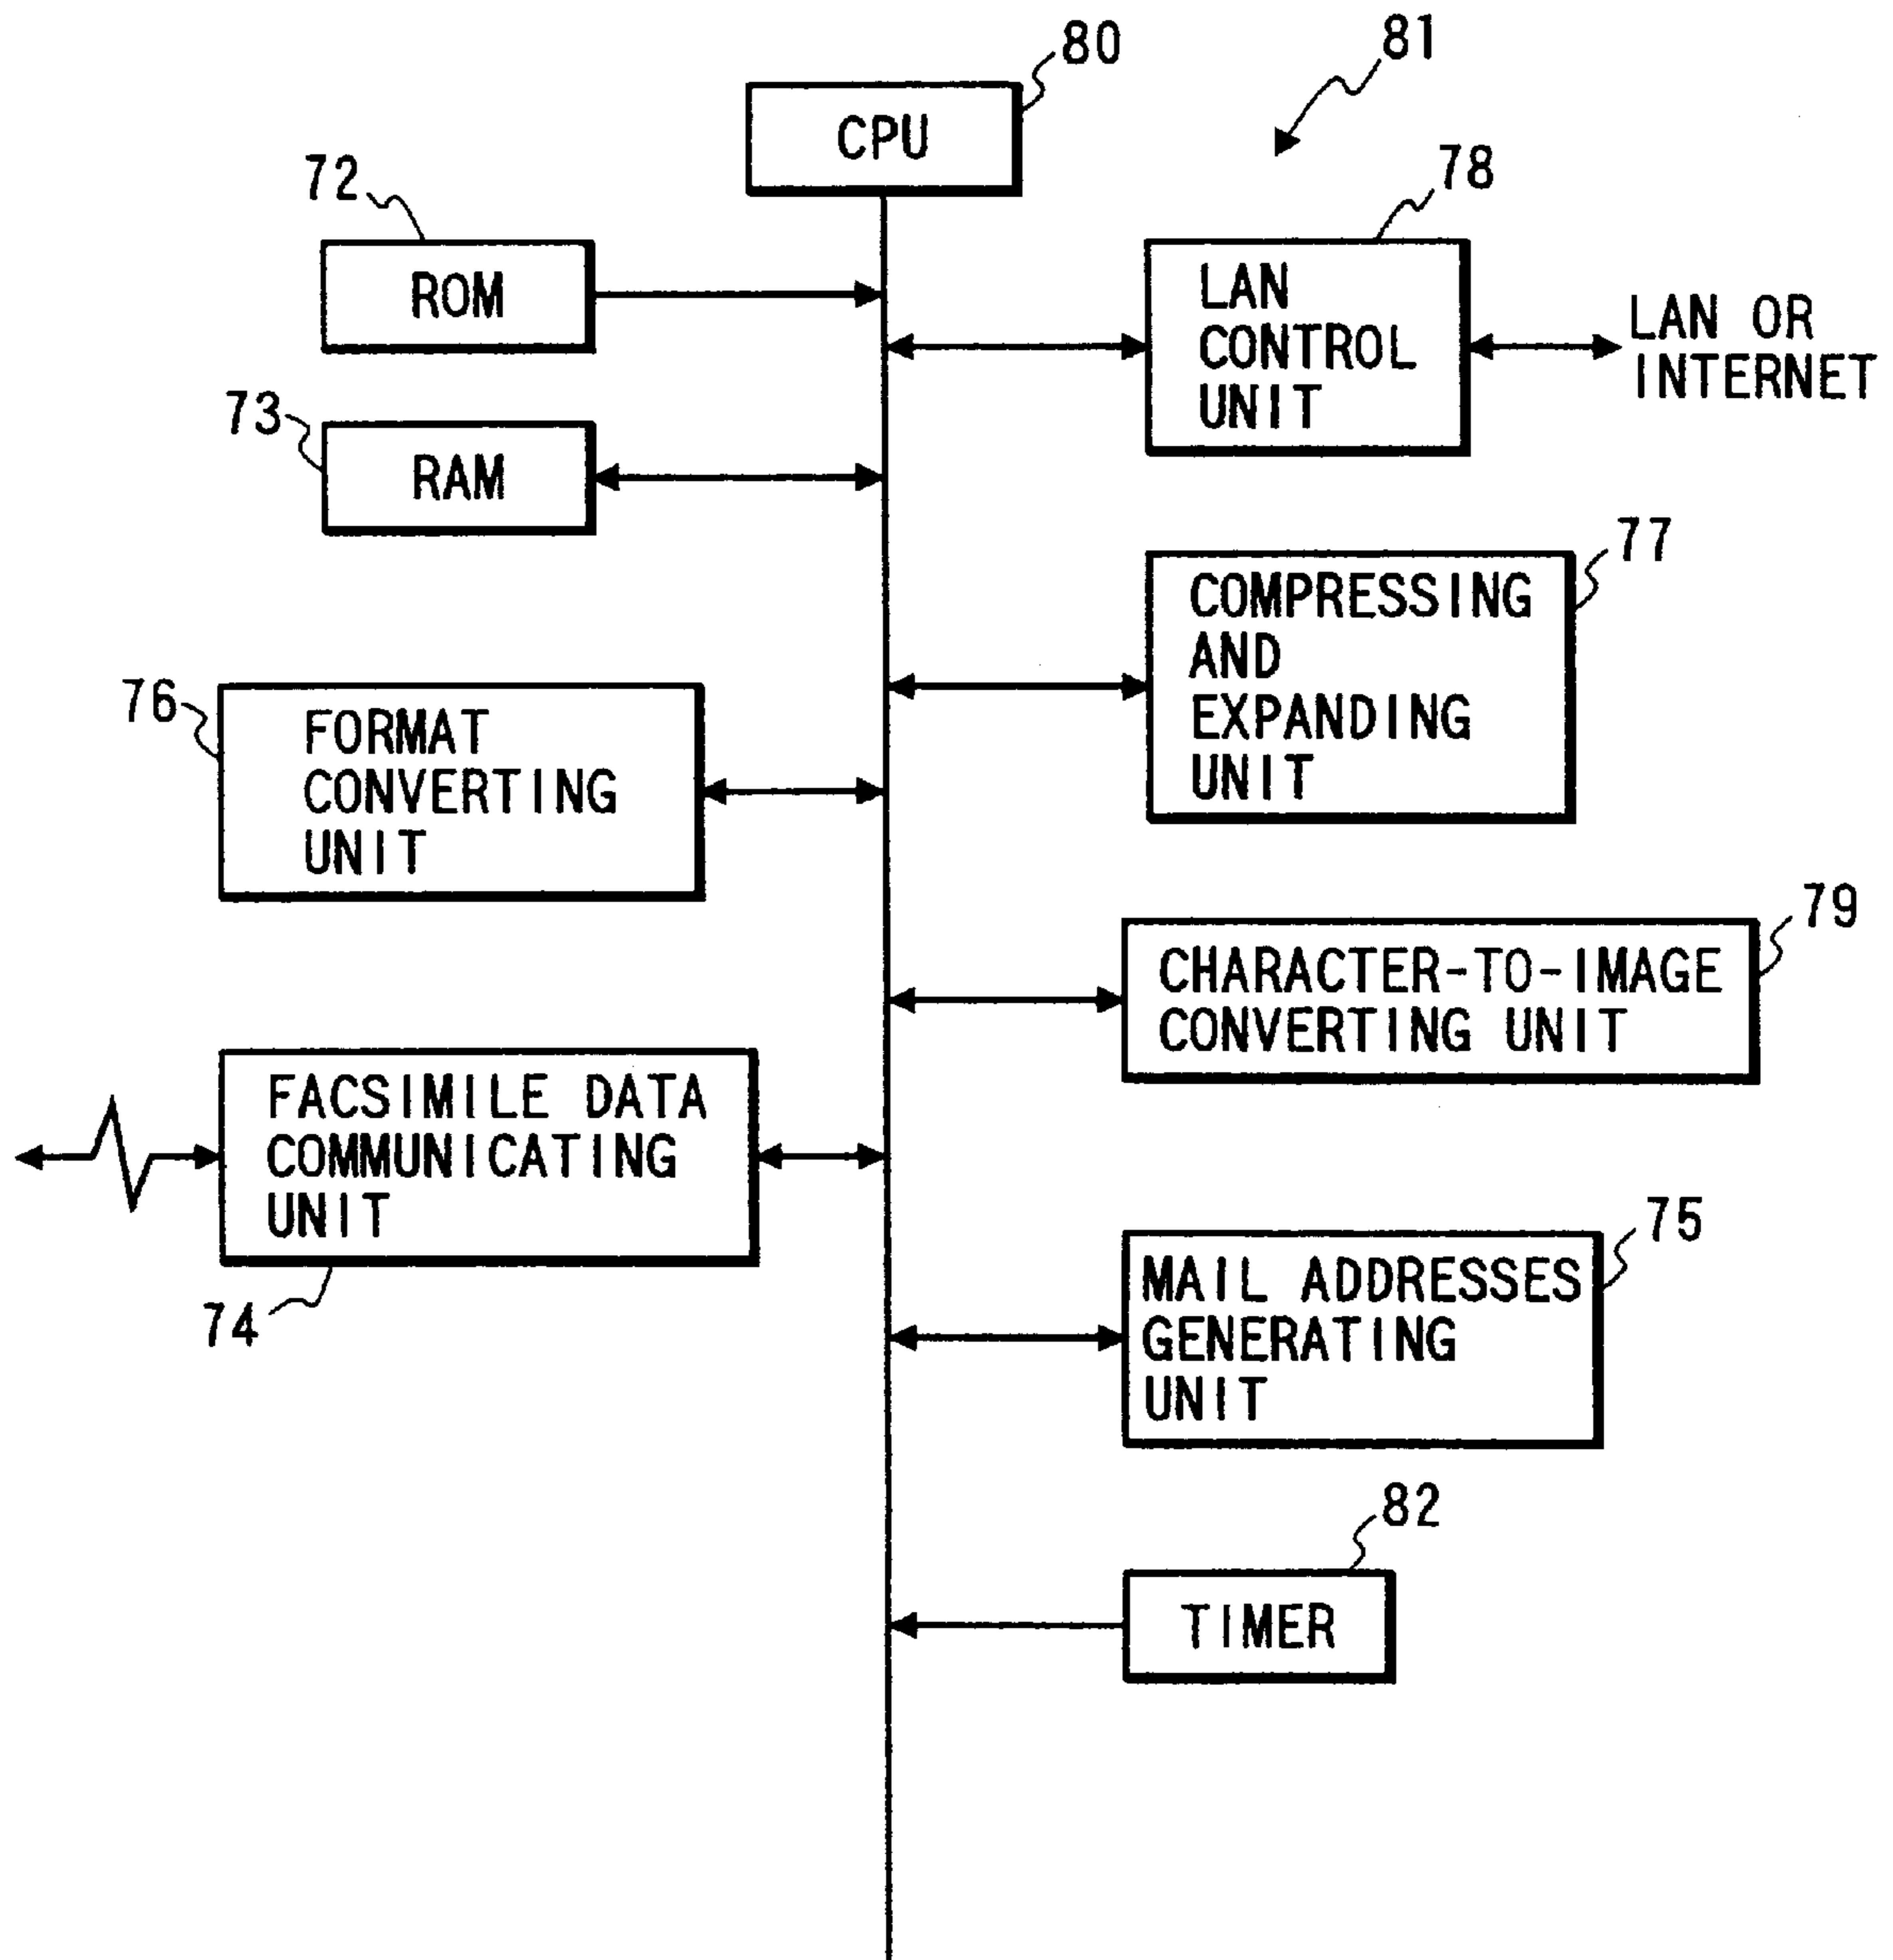 80
81
CPU
72
78
ROM
LAN
CONTROL
UNIT
LAN OR
INTERNET
73
RAM
77
COMPRESSING
AND
EXPANDING
UNIT
76
FORMAT
CONVERTING
UNIT
79
CHARACTER-TO-IMAGE
CONVERTING UNIT
FACSIMILE DATA
COMMUNICATING
UNIT
74
75
MAIL ADDRESSES
GENERATING
UNIT
82
TIMER